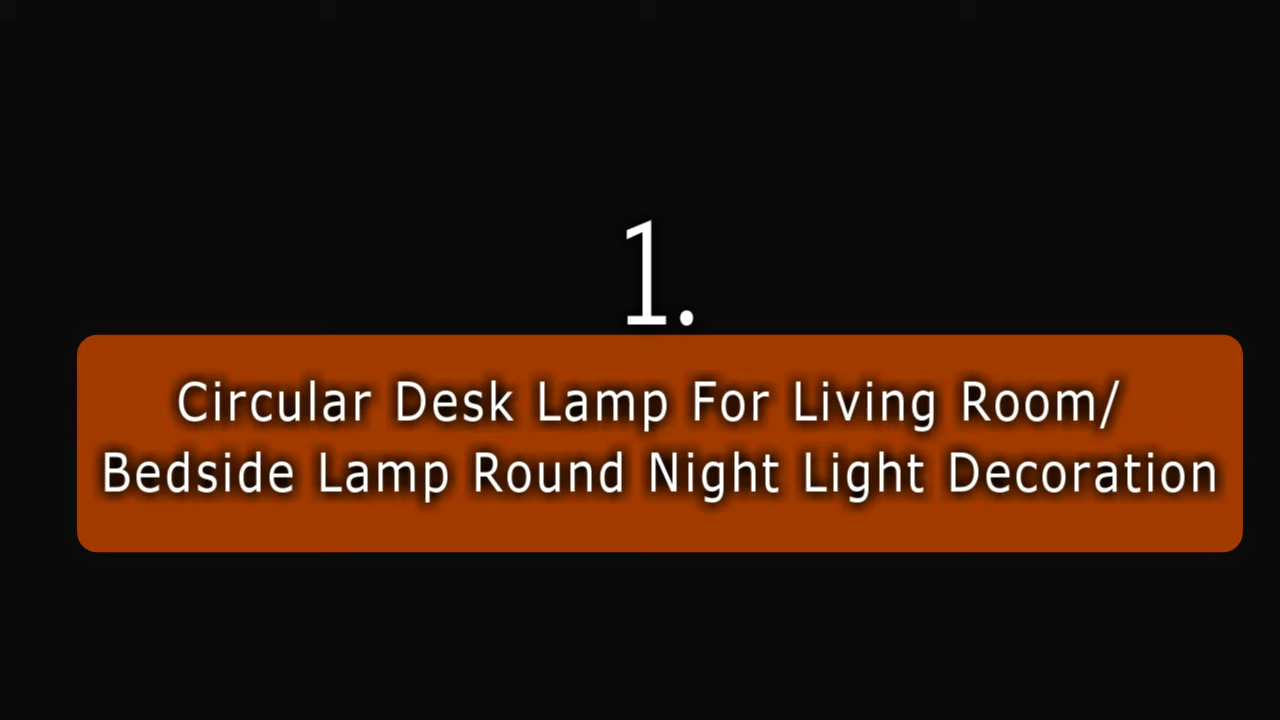 1.
Circular Desk Lamp For Living Room/
Bedside Lamp Round Night Light Decoration